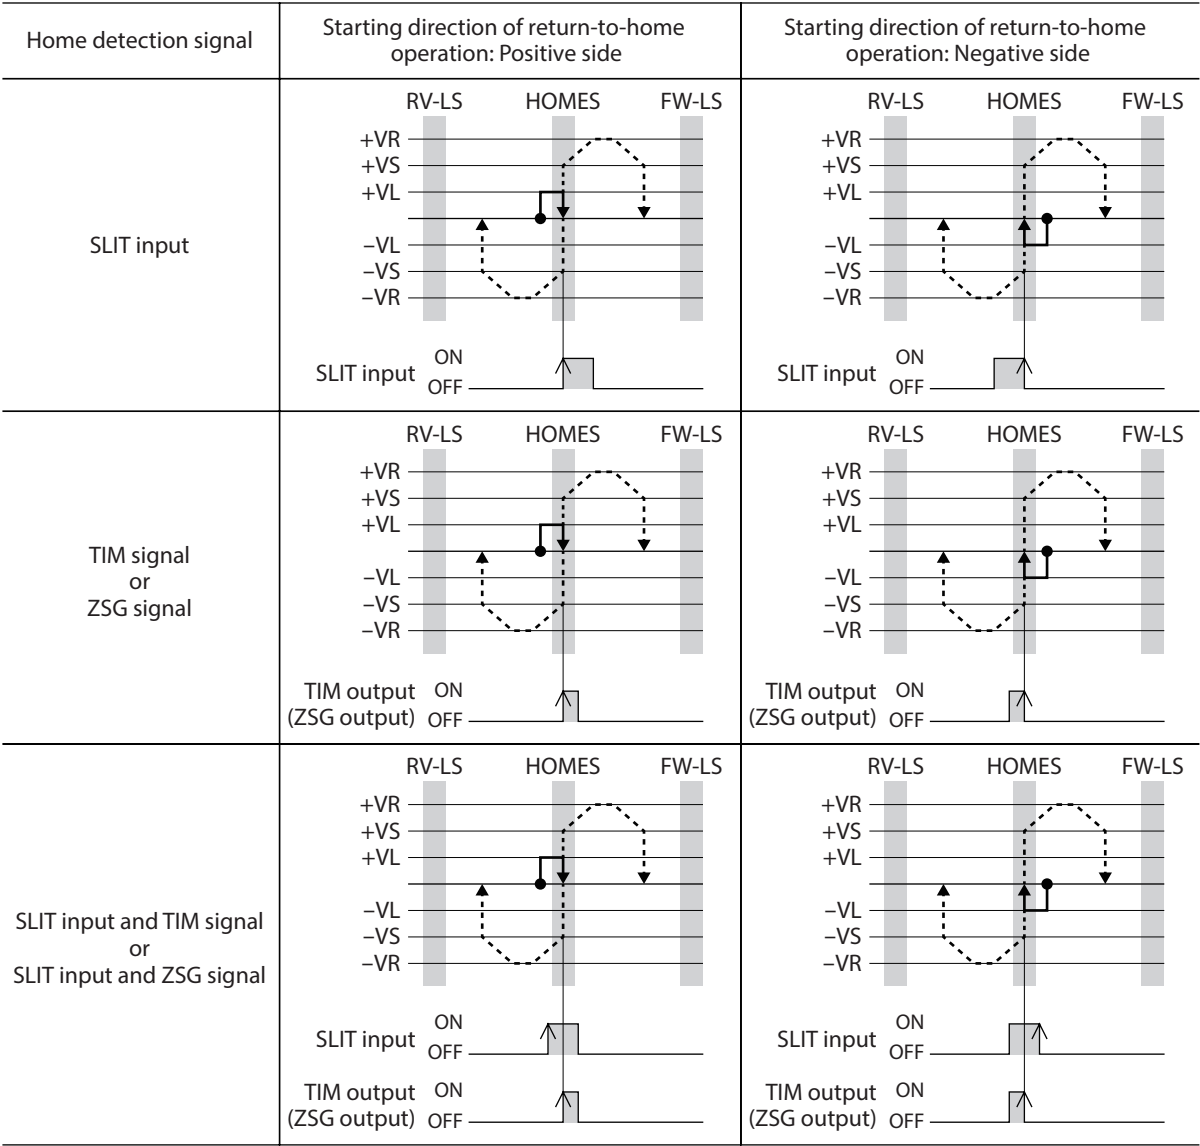 Home detection signal
Starting direction of return-to-home
operation: Positive side
Starting direction of return-to-home
operation: Negative side
SLIT input
RV-LS HOMES FW-LS
+VR
+VS
+VL
–VL
–VS
–VR
SLIT input
ON
OFF
RV-LS HOMES FW-LS
+VR
+VS
+VL
–VL
–VS
–VR
SLIT input
ON
OFF
TIM signal
or
ZSG signal
RV-LS HOMES FW-LS
+VR
+VS
+VL
–VL
–VS
–VR
TIM output
(ZSG output)
ON
OFF
RV-LS HOMES FW-LS
+VR
+VS
+VL
–VL
–VS
–VR
TIM output
(ZSG output)
ON
OFF
SLIT input and TIM signal
or
SLIT input and ZSG signal
RV-LS HOMES FW-LS
+VR
+VS
+VL
–VL
–VS
–VR
SLIT input
ON
OFF
TIM output
(ZSG output)
ON
OFF
RV-LS HOMES FW-LS
+VR
+VS
+VL
–VL
–VS
–VR
SLIT input
ON
OFF
TIM output
(ZSG output)
ON
OFF